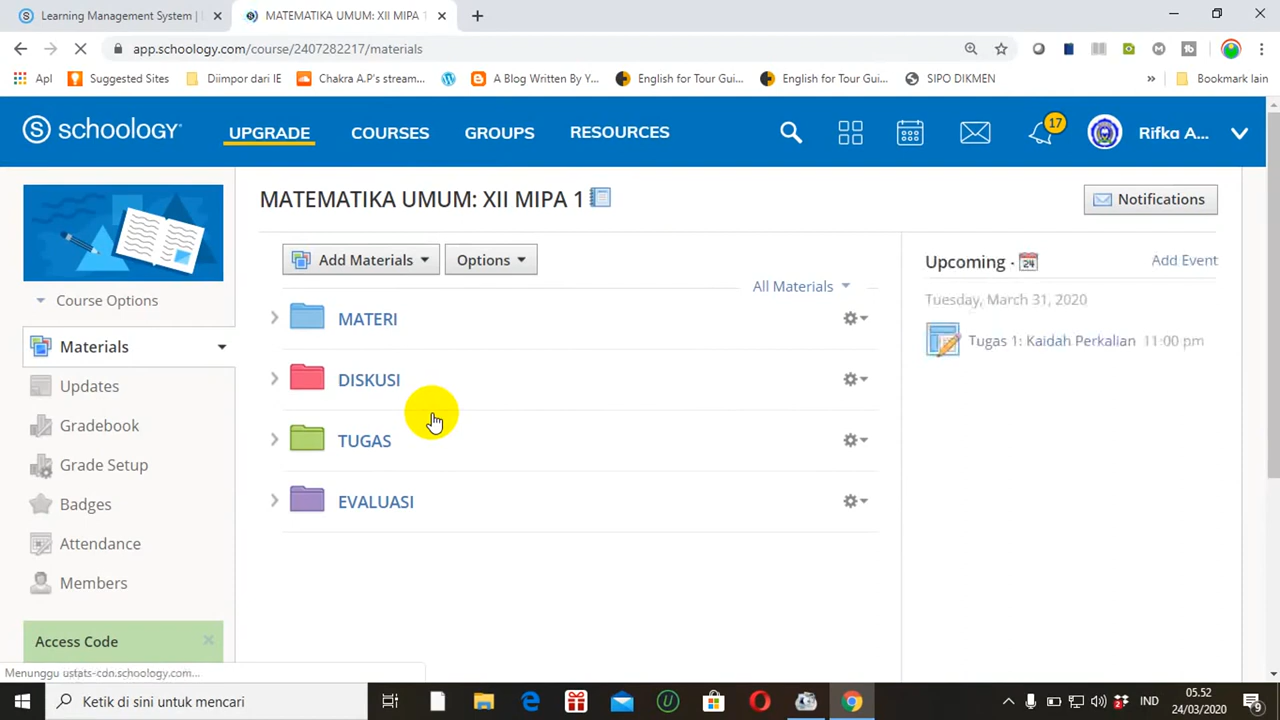 Learning Management System |
MATEMATIKA UMUM: XII MIPA 1
app.schoology.com/course/2407282217/materials
Apl
Suggested Sites
Diimpor dari IE
Chakra A.P's stream...
A Blog Written By Y...
English for Tour Gui...
English for Tour Gui...
SIPO DIKMEN
»
Bookmark lain
S schoology
UPGRADE
COURSES
GROUPS
RESOURCES
17
Rifka A...
MATEMATIKA UMUM: XII MIPA 1
Notifications
Course Options
Materials
Updates
Gradebook
Grade Setup
Badges
Attendance
Members
Access Code
Add Materials
Options
All Materials
MATERI
DISKUSI
TUGAS
EVALUASI
Upcoming ·
24
Add Event
Tuesday, March 31, 2020
Tugas 1: Kaidah Perkalian 11:00 pm
Menunggu ustats-cdn.schoology.com...
Ketik di sini untuk mencari
IND
05.52
24/03/2020
9